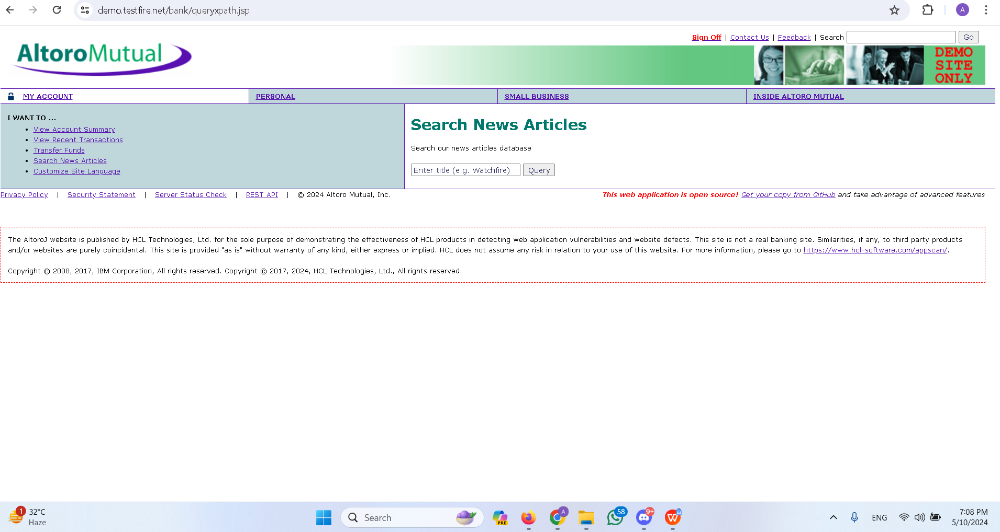 demo.testfire.net/bank/queryxpath.jsp
A
Sign Off | Contact Us | Feedback | Search Go
AltoroMutual
DEMO
SITE
ONLY
MY ACCOUNT PERSONAL SMALL BUSINESS INSIDE ALTORO MUTUAL
I WANT TO ...
• View Account Summary
• View Recent Transactions
• Transfer Funds
• Search News Articles
• Customize Site Language
Search News Articles
Search our news articles database
Enter title (e.g. Watchfire) Query
Privacy Policy | Security Statement | Server Status Check | REST API | © 2024 Altoro Mutual, Inc.
This web application is open source! Get your copy from GitHub and take advantage of advanced features
The AltoroJ website is published by HCL Technologies, Ltd. for the sole purpose of demonstrating the effectiveness of HCL products in detecting web application vulnerabilities and website defects. This site is not a real banking site. Similarities, if any, to third party products
and/or websites are purely coincidental. This site is provided "as is" without warranty of any kind, either express or implied. HCL does not assume any risk in relation to your use of this website. For more information, please go to https://www.hcl-software.com/appscan/.
Copyright © 2008, 2017, IBM Corporation, All rights reserved. Copyright © 2017, 2024, HCL Technologies, Ltd., All rights reserved.
1
32°C
Haze
Search
PRE
A
58
9+
W
ENG
7:08 PM
5/10/2024